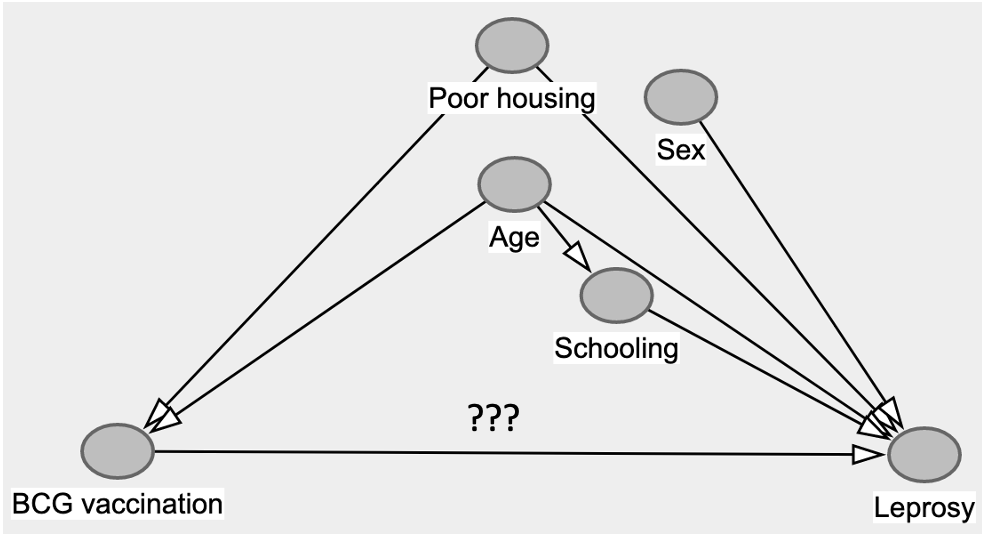 Poor housing
Sex
Age
Schooling
???
BCG vaccination
Leprosy